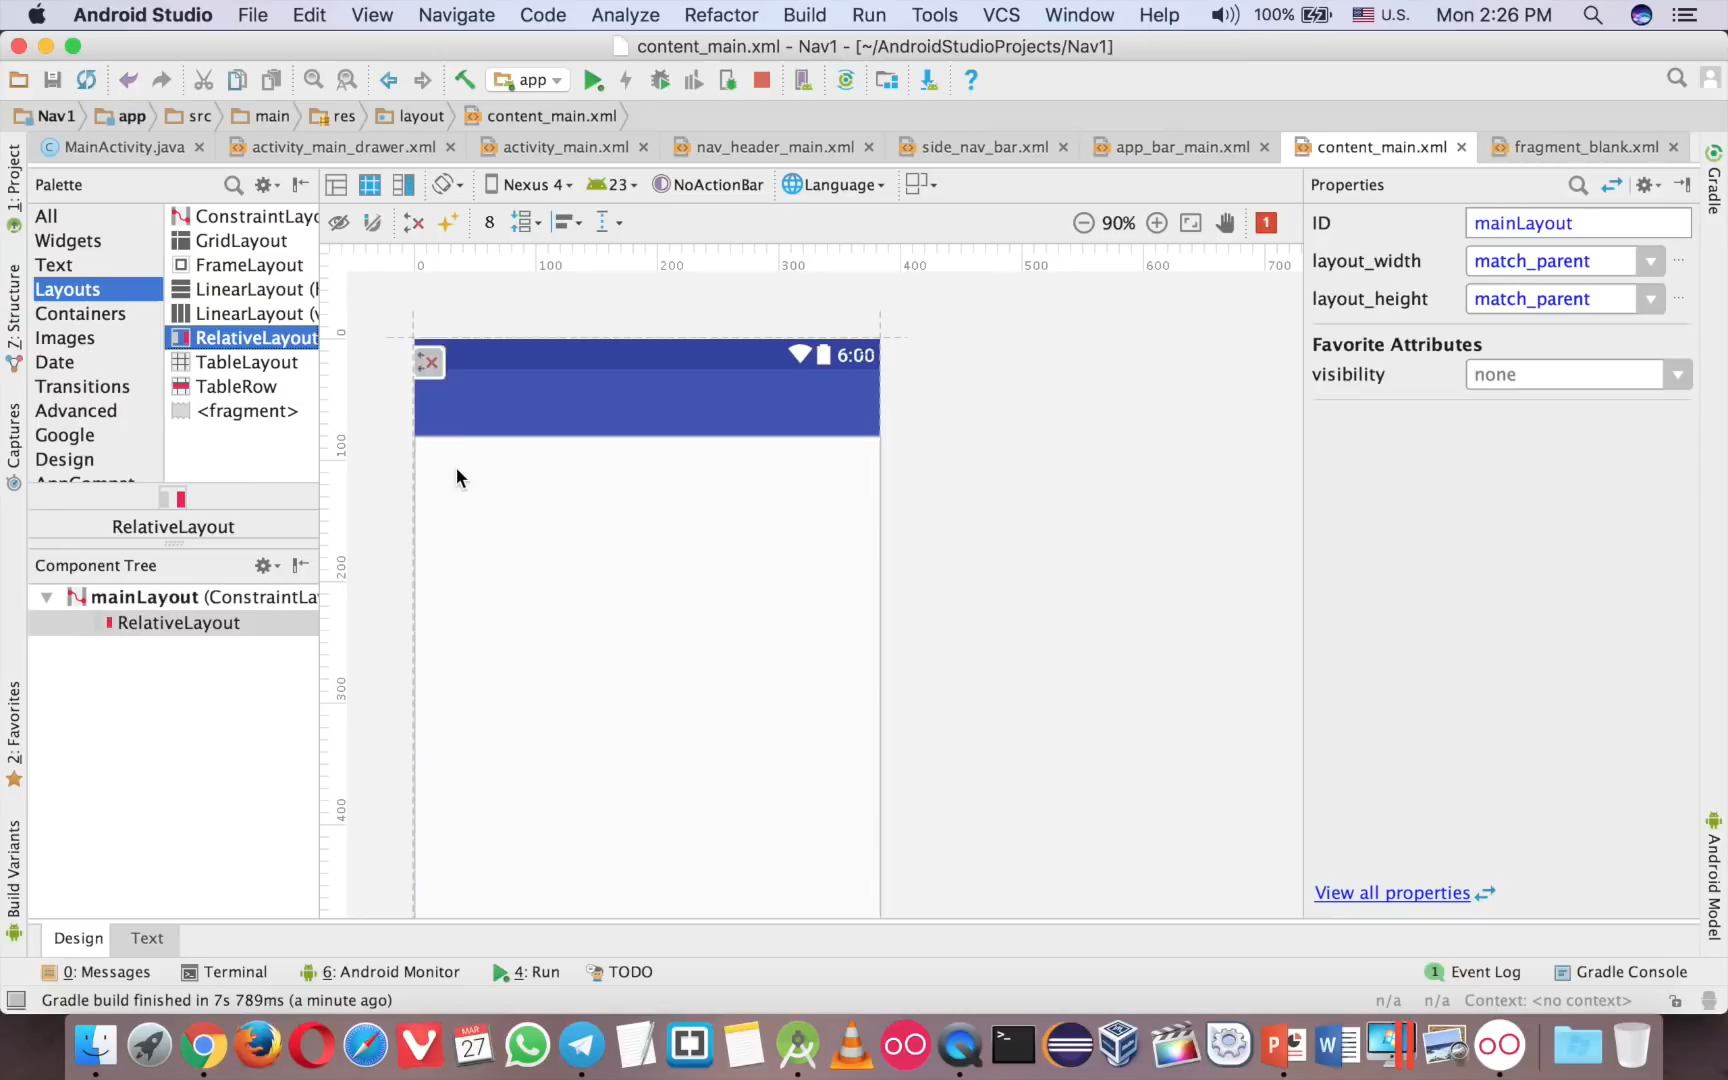 Android Studio File Edit View Navigate Code Analyze Refactor Build Run Tools VCS Window Help 100% U.S. Mon 2:26 PM
content_main.xml - Nav1 - [~/AndroidStudioProjects/Nav1]
app
Nav1 app src main res layout content_main.xml
MainActivity.java activity_main_drawer.xml activity_main.xml nav_header_main.xml side_nav_bar.xml app_bar_main.xml content_main.xml fragment_blank.xml
1: Project
Z: Structure
Captures
2: Favorites
Build Variants
Palette
All
Widgets
Text
Layouts
Containers
Images
Date
Transitions
Advanced
Google
Design
ConstraintLayo
GridLayout
FrameLayout
LinearLayout (
LinearLayout (
RelativeLayout
TableLayout
TableRow
<fragment>
RelativeLayout
Component Tree
mainLayout (ConstraintLa
RelativeLayout
Nexus 4 23 NoActionBar Language
8 90% 1
0 100 200 300 400 500 600 700
0
100
200
300
400
6:00
Properties
ID mainLayout
layout_width match_parent
layout_height match_parent
Favorite Attributes
visibility none
View all properties
Gradle
Android Model
Design Text
0: Messages Terminal 6: Android Monitor 4: Run TODO 1 Event Log Gradle Console
Gradle build finished in 7s 789ms (a minute ago) n/a n/a Context: <no context>
MAR
27